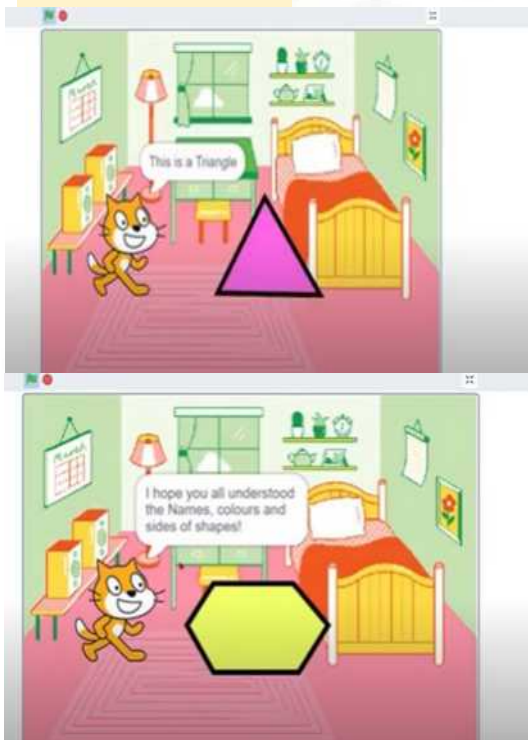 This is a Triangle
I hope you all understood
the Names, colours and
sides of shapes!